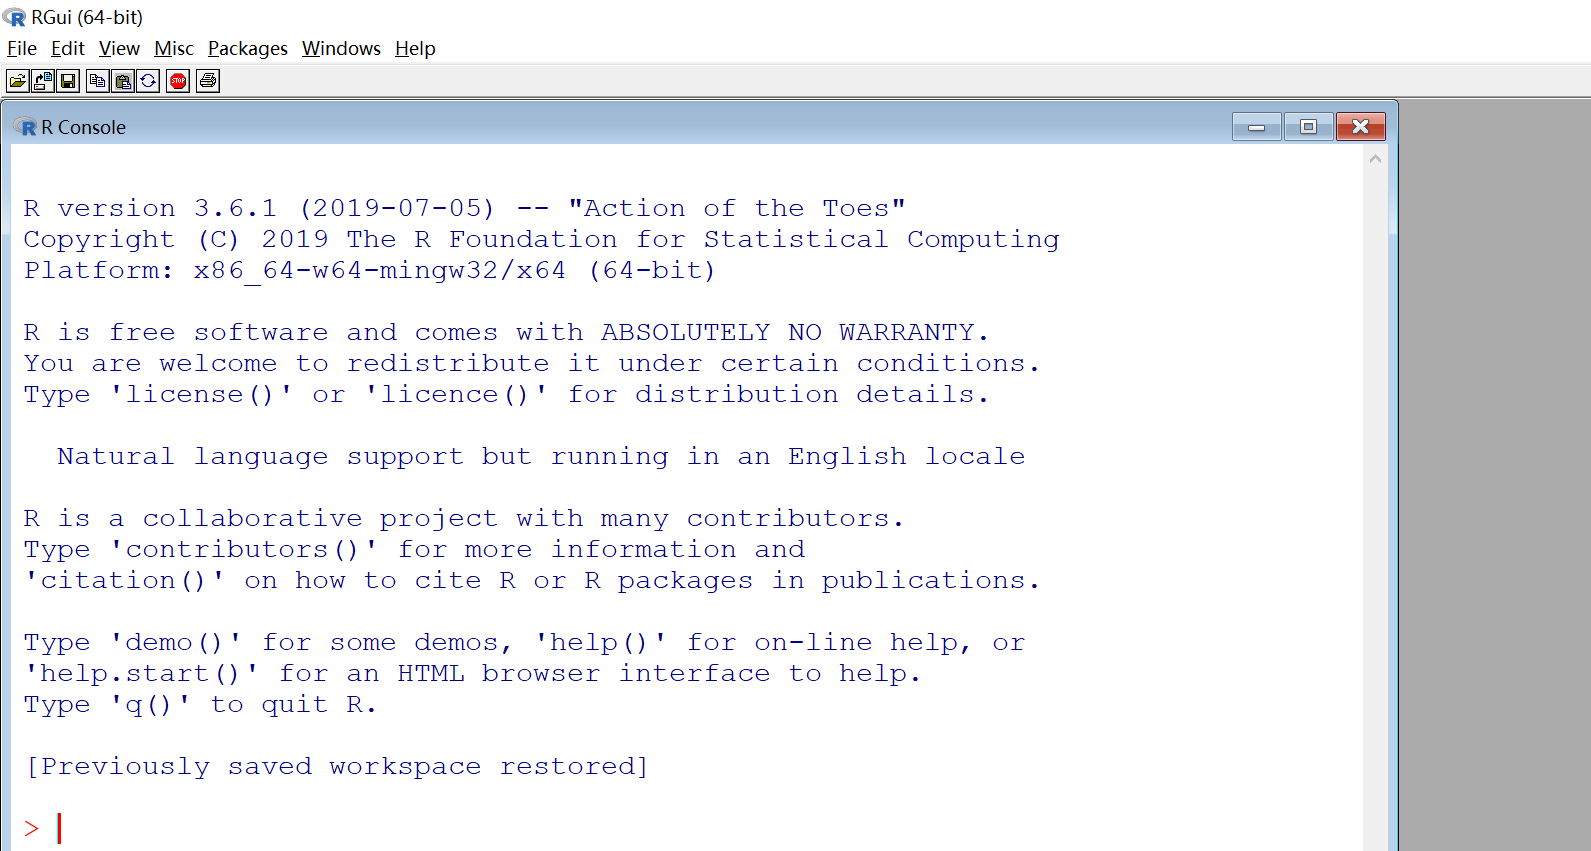 RGui (64-bit)
File Edit View Misc Packages Windows Help
STOP
R Console
R version 3.6.1 (2019-07-05) -- "Action of the Toes"
Copyright (C) 2019 The R Foundation for Statistical Computing
Platform: x86_64-w64-mingw32/x64 (64-bit)
R is free software and comes with ABSOLUTELY NO WARRANTY.
You are welcome to redistribute it under certain conditions.
Type 'license()' or 'licence()' for distribution details.
Natural language support but running in an English locale
R is a collaborative project with many contributors.
Type 'contributors()' for more information and
'citation()' on how to cite R or R packages in publications.
Type 'demo()' for some demos, 'help()' for on-line help, or
'help.start()' for an HTML browser interface to help.
Type 'q()' to quit R.
[Previously saved workspace restored]
>